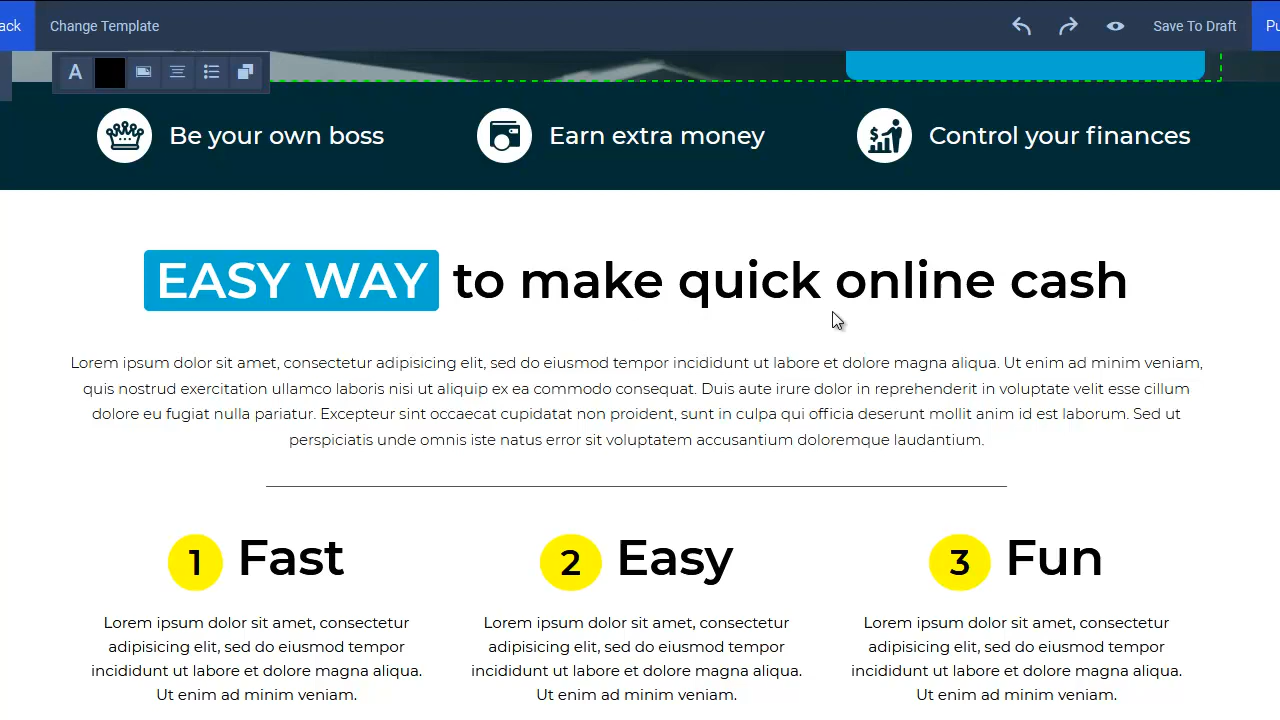 ack Change Template Save To Draft Pu
A
Be your own boss Earn extra money Control your finances
EASY WAY to make quick online cash
Lorem ipsum dolor sit amet, consectetur adipisicing elit, sed do eiusmod tempor incididunt ut labore et dolore magna aliqua. Ut enim ad minim veniam,
quis nostrud exercitation ullamco laboris nisi ut aliquip ex ea commodo consequat. Duis aute irure dolor in reprehenderit in voluptate velit esse cillum
dolore eu fugiat nulla pariatur. Excepteur sint occaecat cupidatat non proident, sunt in culpa qui officia deserunt mollit anim id est laborum. Sed ut
perspiciatis unde omnis iste natus error sit voluptatem accusantium doloremque laudantium.
1 Fast
Lorem ipsum dolor sit amet, consectetur
adipisicing elit, sed do eiusmod tempor
incididunt ut labore et dolore magna aliqua.
Ut enim ad minim veniam.
2 Easy
Lorem ipsum dolor sit amet, consectetur
adipisicing elit, sed do eiusmod tempor
incididunt ut labore et dolore magna aliqua.
Ut enim ad minim veniam.
3 Fun
Lorem ipsum dolor sit amet, consectetur
adipisicing elit, sed do eiusmod tempor
incididunt ut labore et dolore magna aliqua.
Ut enim ad minim veniam.